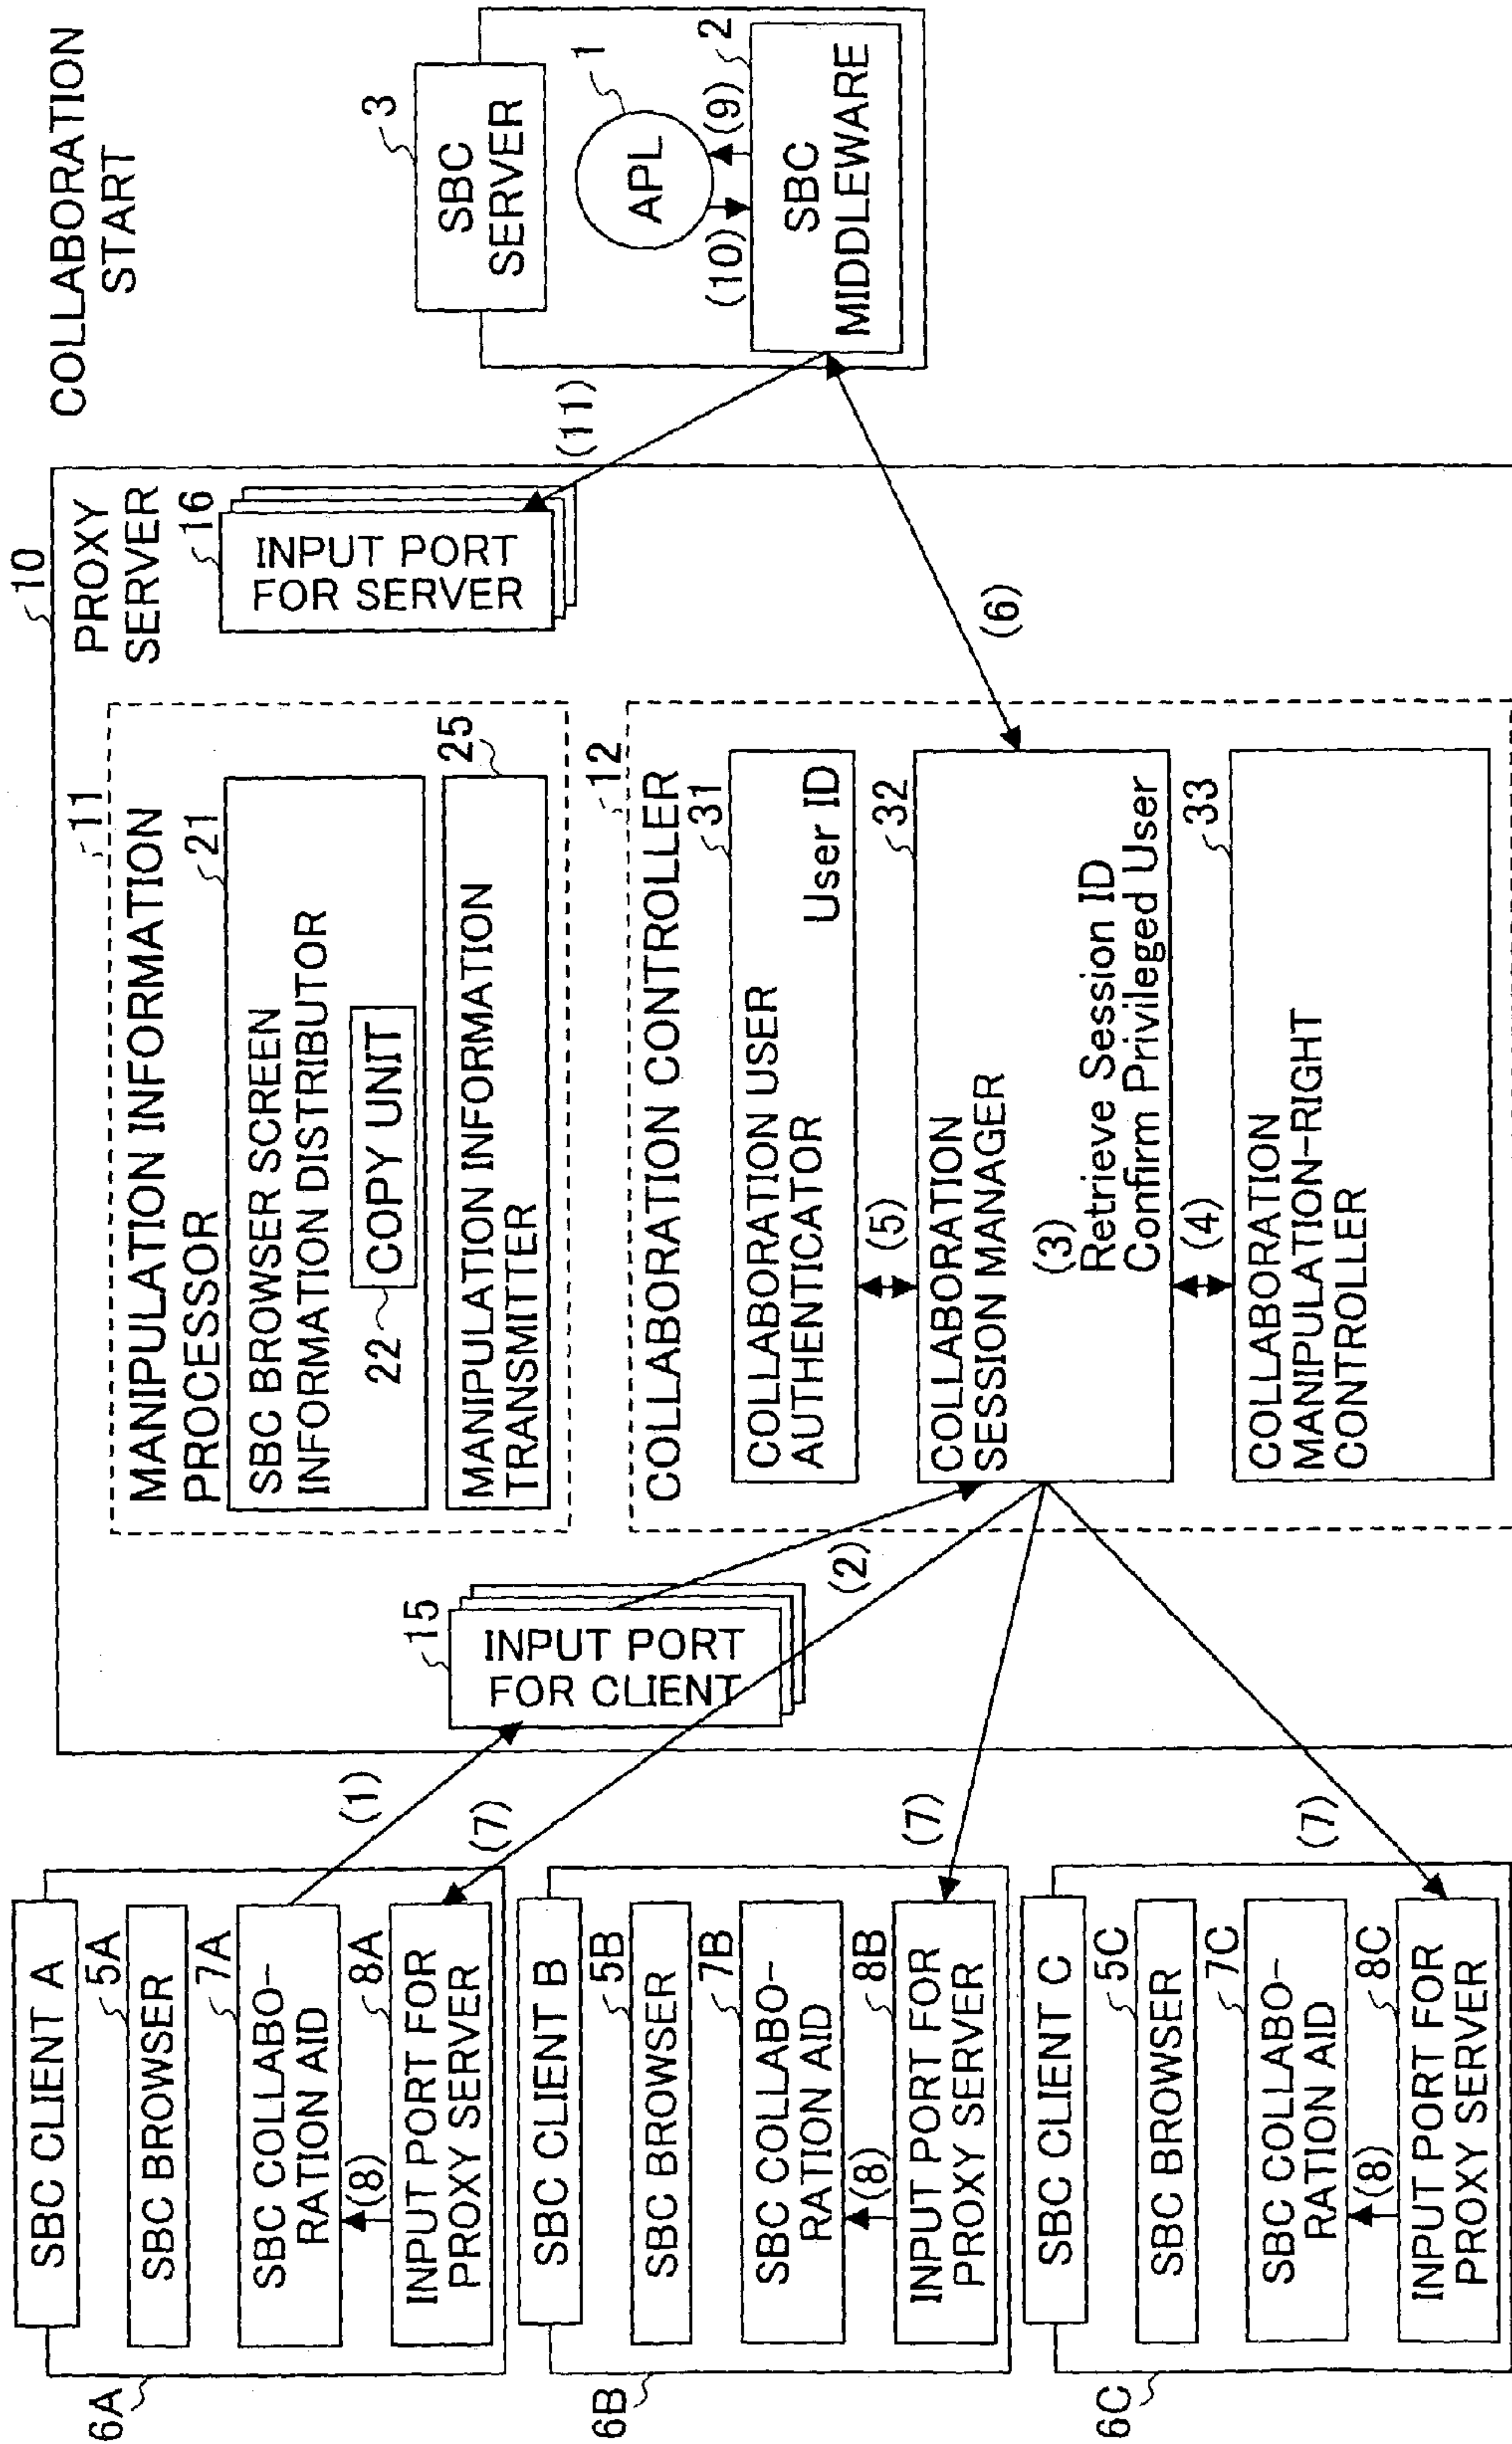 COLLABORATION
START
SBC CLIENT A
5A
SBC BROWSER
7A
SBC COLLABO-
RATION AID
(8)
8A
INPUT PORT FOR
PROXY SERVER
6A
SBC CLIENT B
5B
SBC BROWSER
7B
SBC COLLABO-
RATION AID
(8)
8B
INPUT PORT FOR
PROXY SERVER
6B
SBC CLIENT C
5C
SBC BROWSER
7C
SBC COLLABO-
RATION AID
(8)
8C
INPUT PORT FOR
PROXY SERVER
6C
(1)
(7)
(7)
(7)
10
PROXY
SERVER
15
INPUT PORT
FOR CLIENT
(2)
11
MANIPULATION INFORMATION
PROCESSOR
21
SBC BROWSER SCREEN
INFORMATION DISTRIBUTOR
22
COPY UNIT
25
MANIPULATION INFORMATION
TRANSMITTER
12
COLLABORATION CONTROLLER
31
COLLABORATION USER
AUTHENTICATOR
User ID
(5)
32
COLLABORATION
SESSION MANAGER
(3)
Retrieve Session ID
Confirm Privileged User
(4)
33
COLLABORATION
MANIPULATION-RIGHT
CONTROLLER
16
INPUT PORT
FOR SERVER
(11)
(6)
3
SBC
SERVER
1
APL
(10)
(9)
2
SBC
MIDDLEWARE